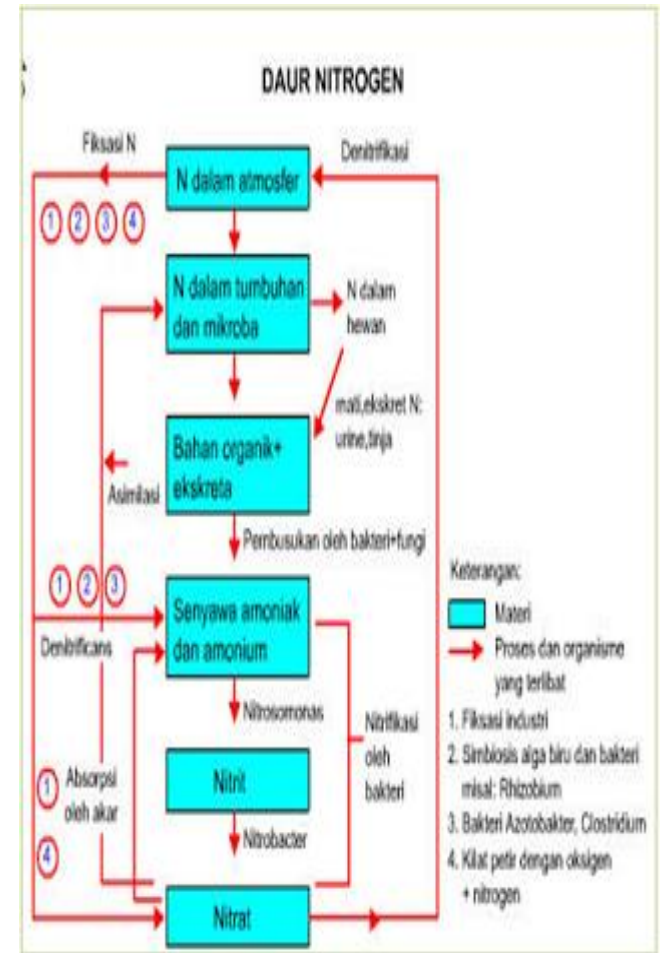 DAUR NITROGEN
Fiksasi N
Denitrifikasi
N dalam atmosfer
1 2 3 4
N dalam tumbuhan
dan mikroba
N dalam
hewan
mati,ekskret N:
urine,tinja
Bahan organik+
ekskreta
Asimilasi
Pembusukan oleh bakteri+fungi
1 2 3
Senyawa amoniak
dan amonium
Denitrificans
Nitrosomonas
Nitrifikasi
oleh
bakteri
Nitrit
1
Absorpsi
oleh akar
Nitrobacter
4
Nitrat
Keterangan:
Materi
Proses dan organisme
yang terlibat
1. Fiksasi industri
2. Simbiosis alga biru dan bakteri
misal: Rhizobium
3. Bakteri Azotobakter, Clostridium
4. Kilat petir dengan oksigen
+ nitrogen